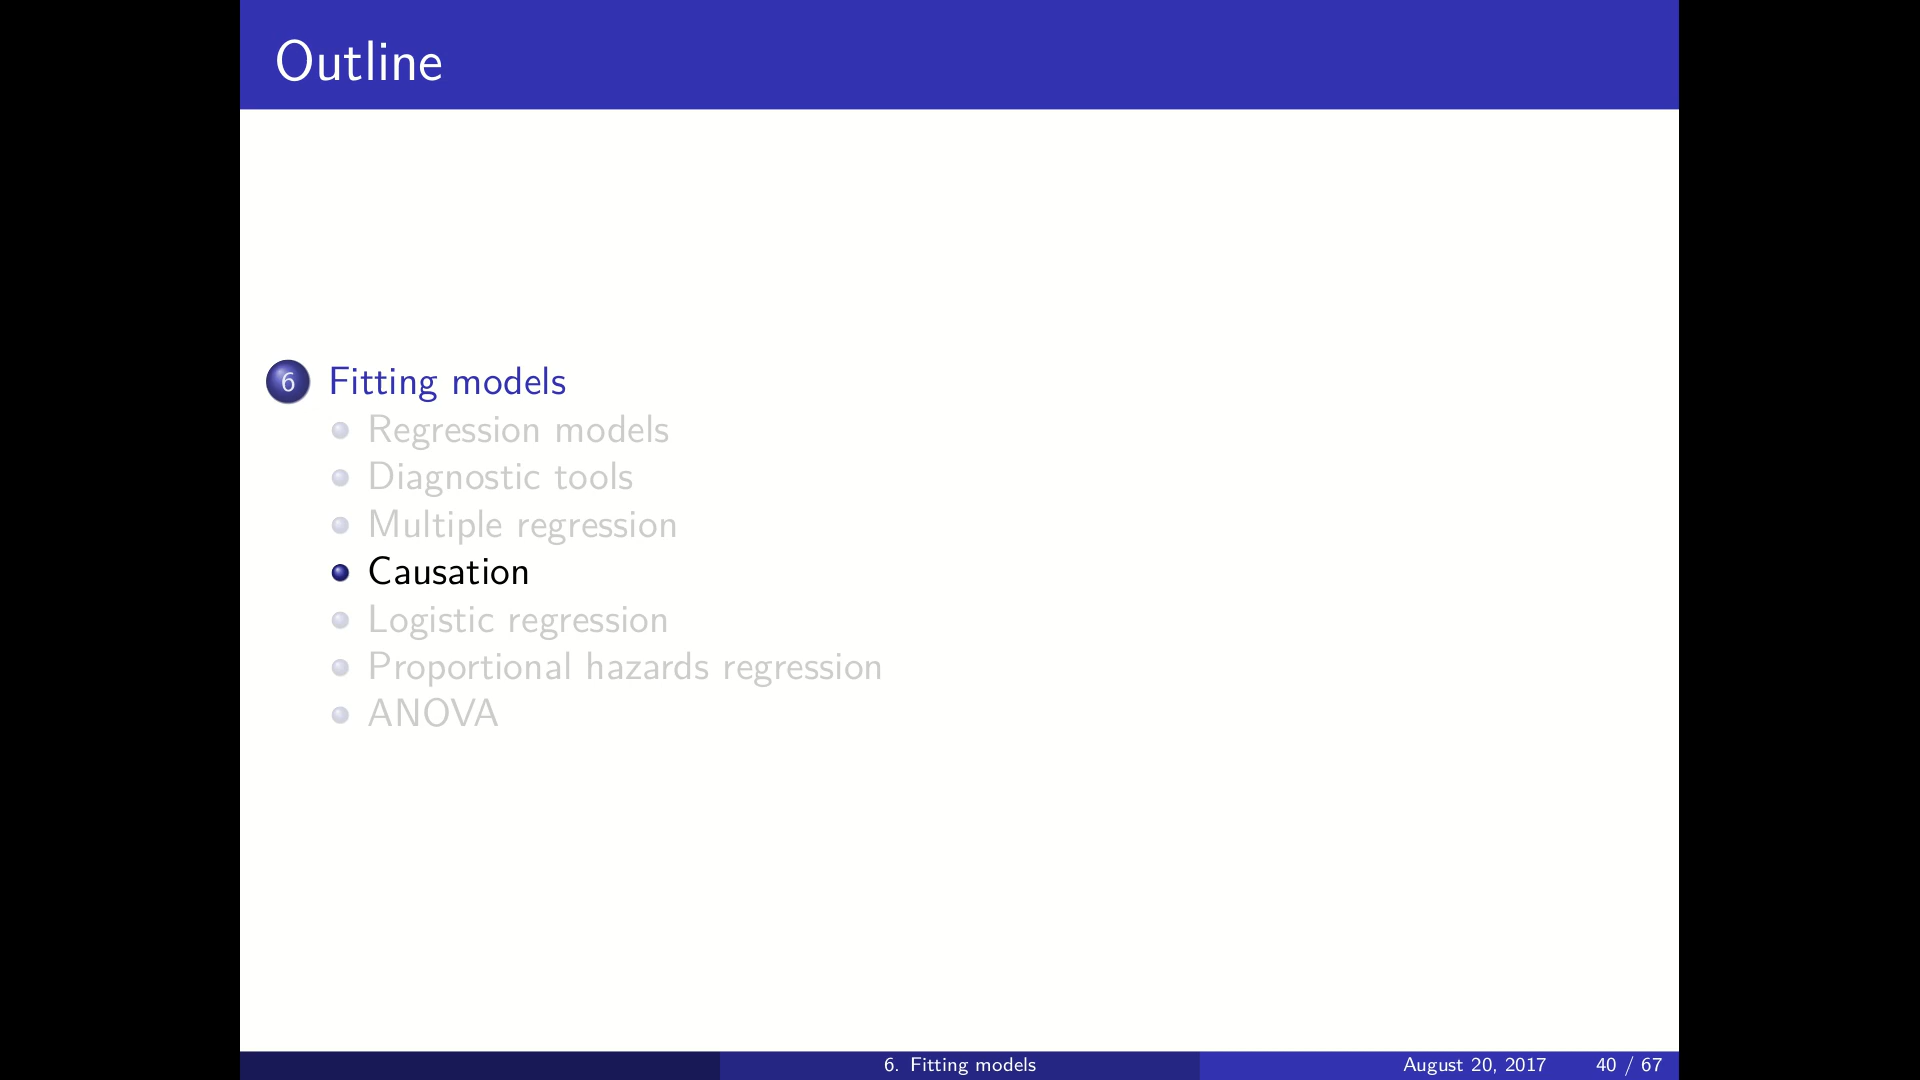 Outline
6 Fitting models
Regression models
Diagnostic tools
Multiple regression
Causation
Logistic regression
Proportional hazards regression
ANOVA
6. Fitting models August 20, 2017 40 / 67